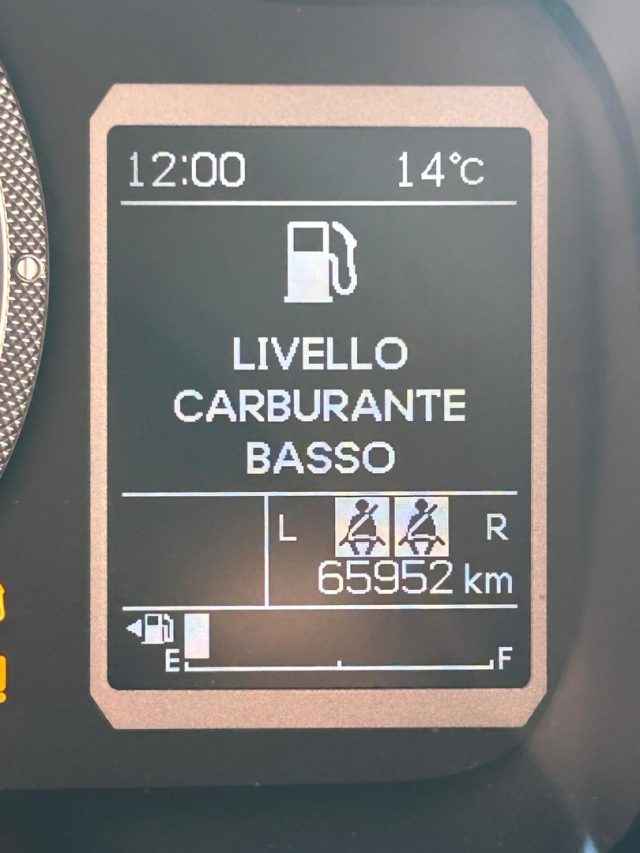 12:00 14°C
LIVELLO
CARBURANTE
BASSO
L R
65952 km
E F